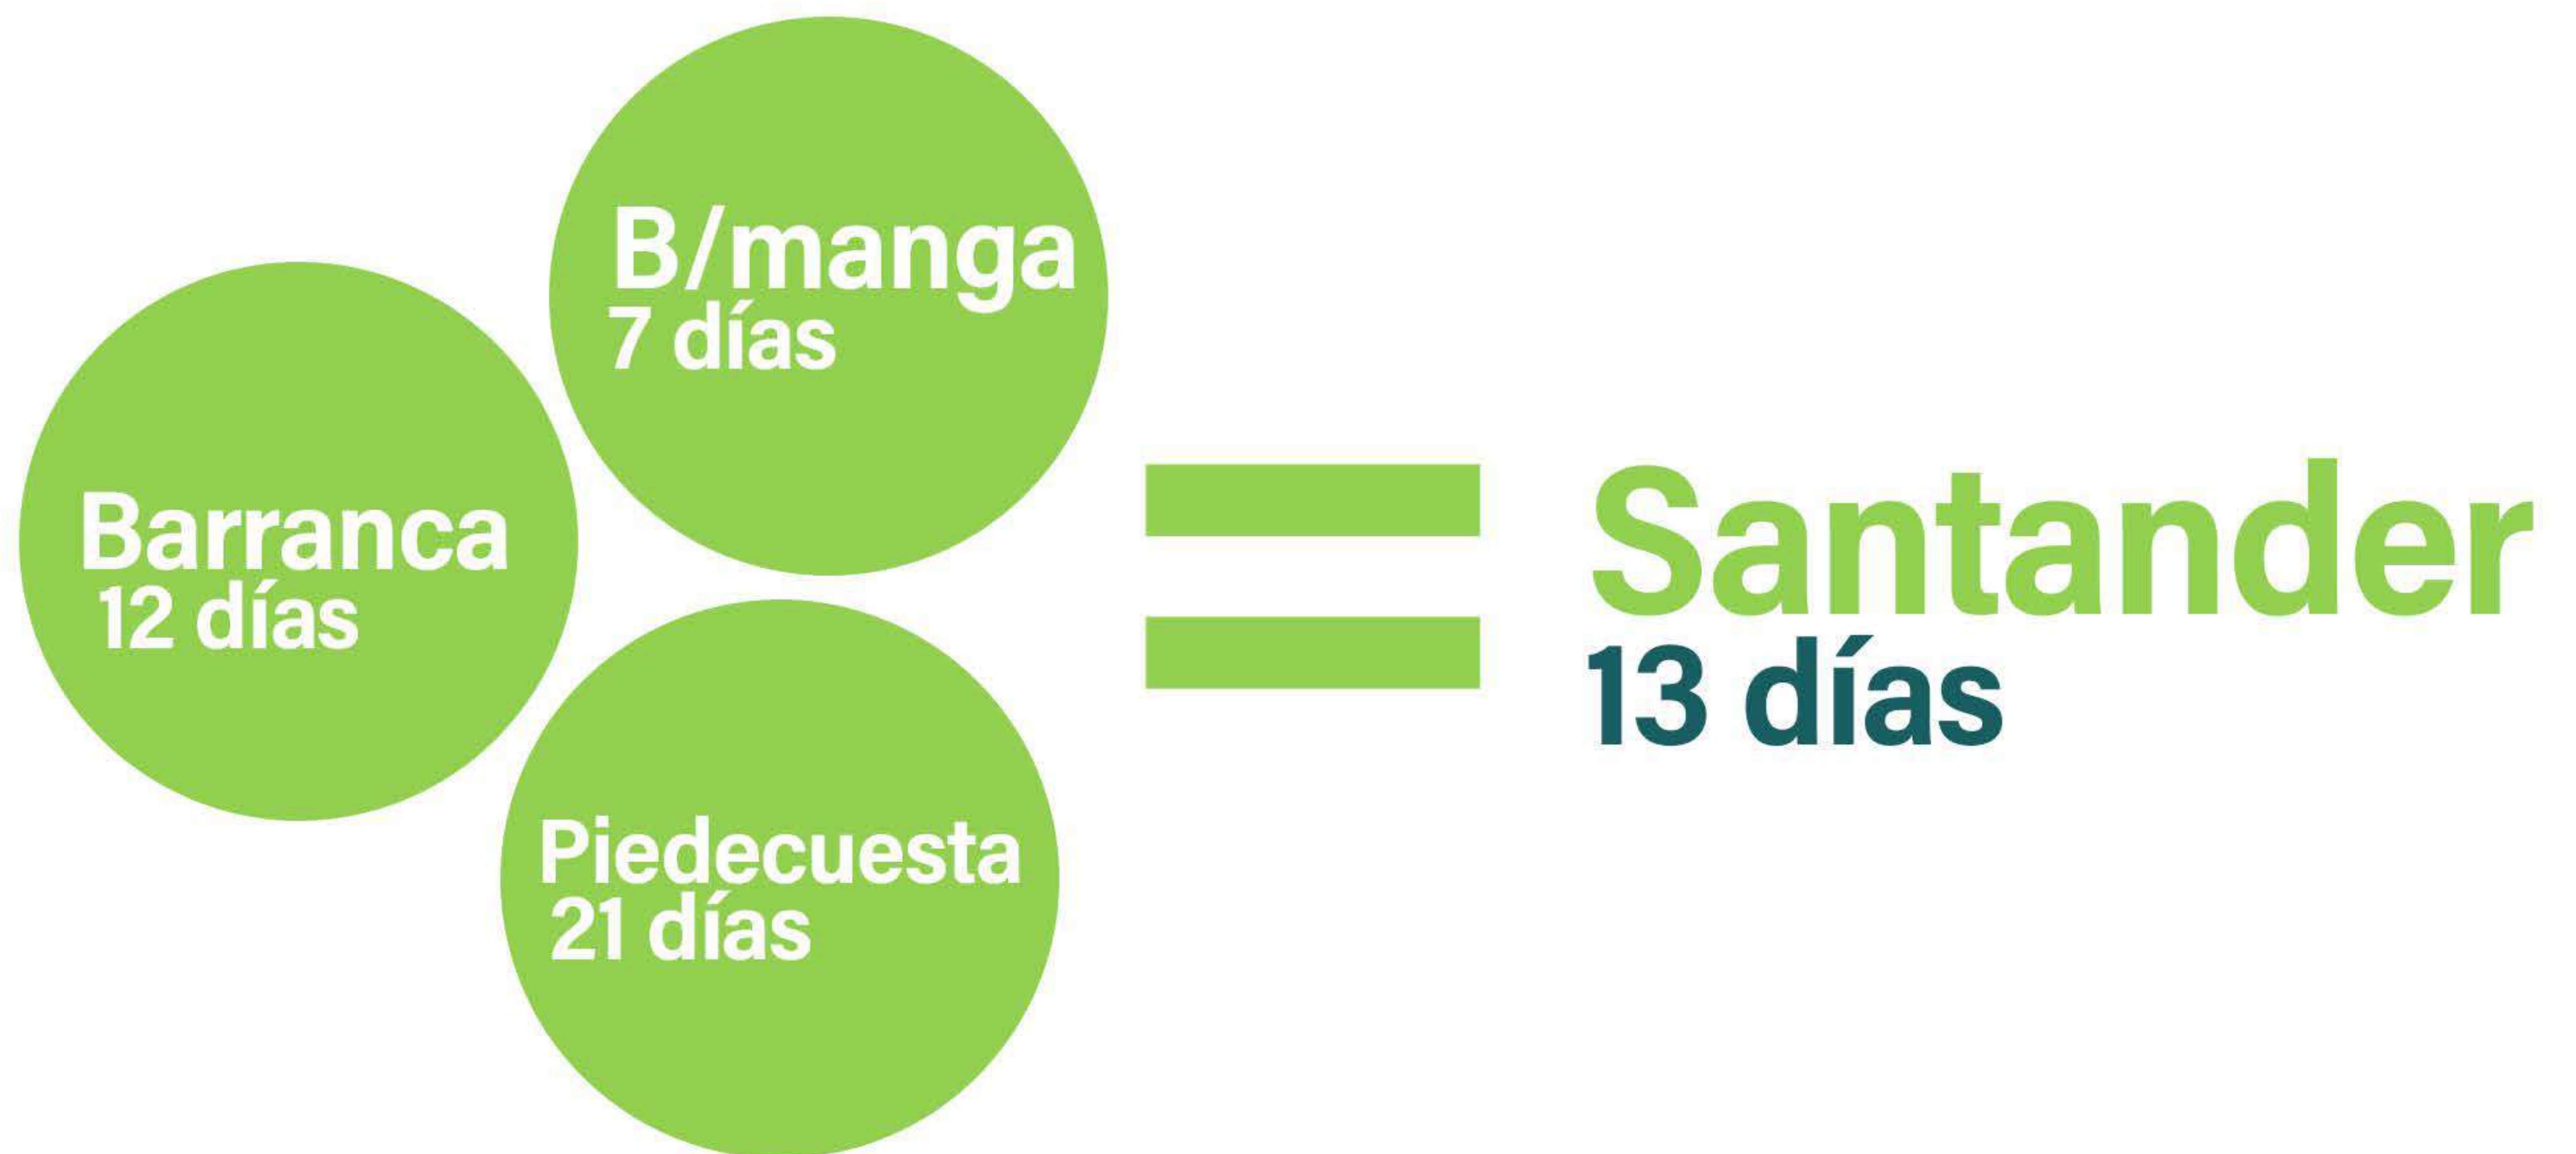 B/manga
7 días
Barranca
12 días
Piedecuesta
21 días
Santander
13 días